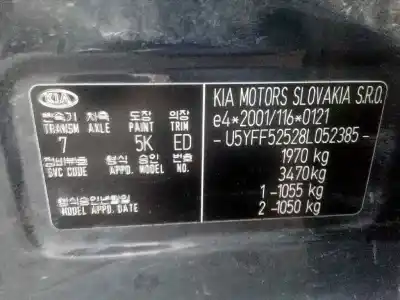 KIA
변속기 차축 도장 의장
TRANSM AXLE PAINT TRIM
7 5K ED
정비부호 형식 승인 번호
SVC CODE APPD. MODEL NO.
형식승인년월일
MODEL APPD. DATE
KIA MOTORS SLOVAKIA S.R.O.
e4*2001/116*0121
- U5YFF52528L052385 -
1970 kg
3470 kg
1 -1055 kg
2 -1050 kg